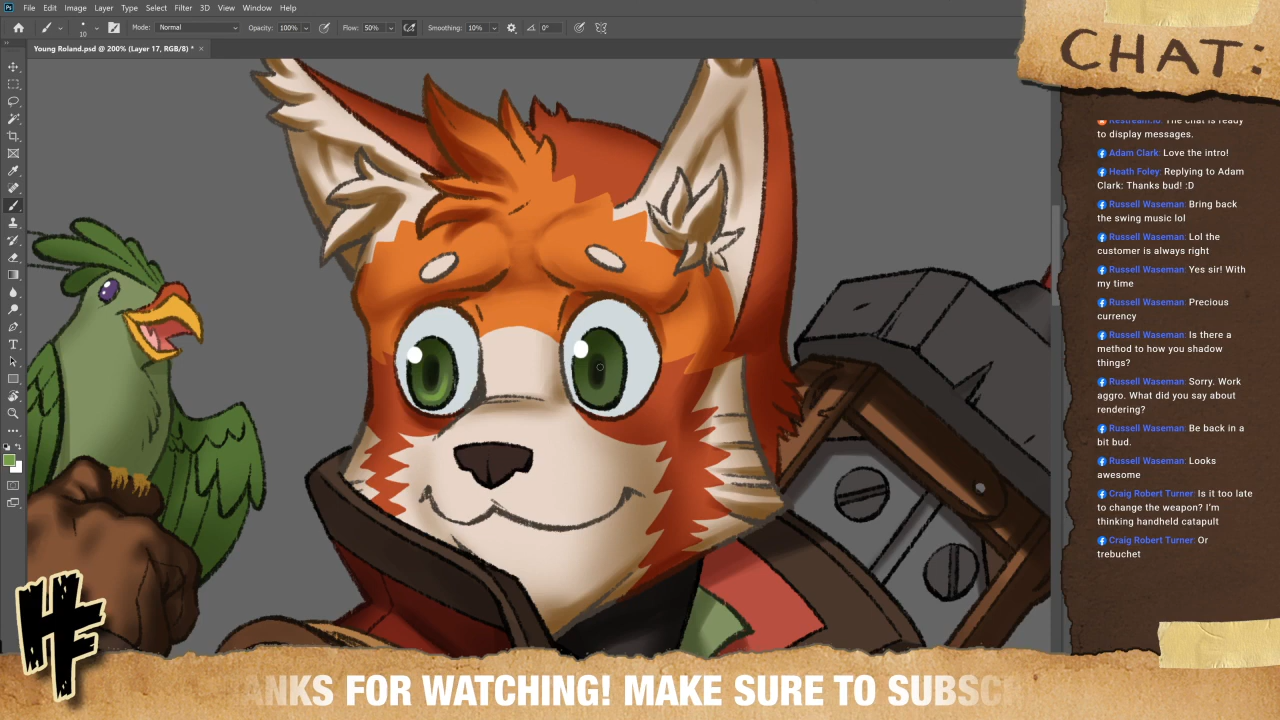 Ps File Edit Image Layer Type Select Filter 3D View Window Help
10 Mode: Normal Opacity: 100% Flow: 50% Smoothing: 10% 0°
Young Roland.psd @ 200% (Layer 17, RGB/8) * ×
CHAT:
Restream.io: The chat is ready
to display messages.
Adam Clark: Love the intro!
Heath Foley: Replying to Adam
Clark: Thanks bud! :D
Russell Waseman: Bring back
the swing music lol
Russell Waseman: Lol the
customer is always right
Russell Waseman: Yes sir! With
my time
Russell Waseman: Precious
currency
Russell Waseman: Is there a
method to how you shadow
things?
Russell Waseman: Sorry. Work
aggro. What did you say about
rendering?
Russell Waseman: Be back in a
bit bud.
Russell Waseman: Looks
awesome
Craig Robert Turner: Is it too late
to change the weapon? I'm
thinking handheld catapult
Craig Robert Turner: Or
trebuchet
HF
ANKS FOR WATCHING! MAKE SURE TO SUBSC